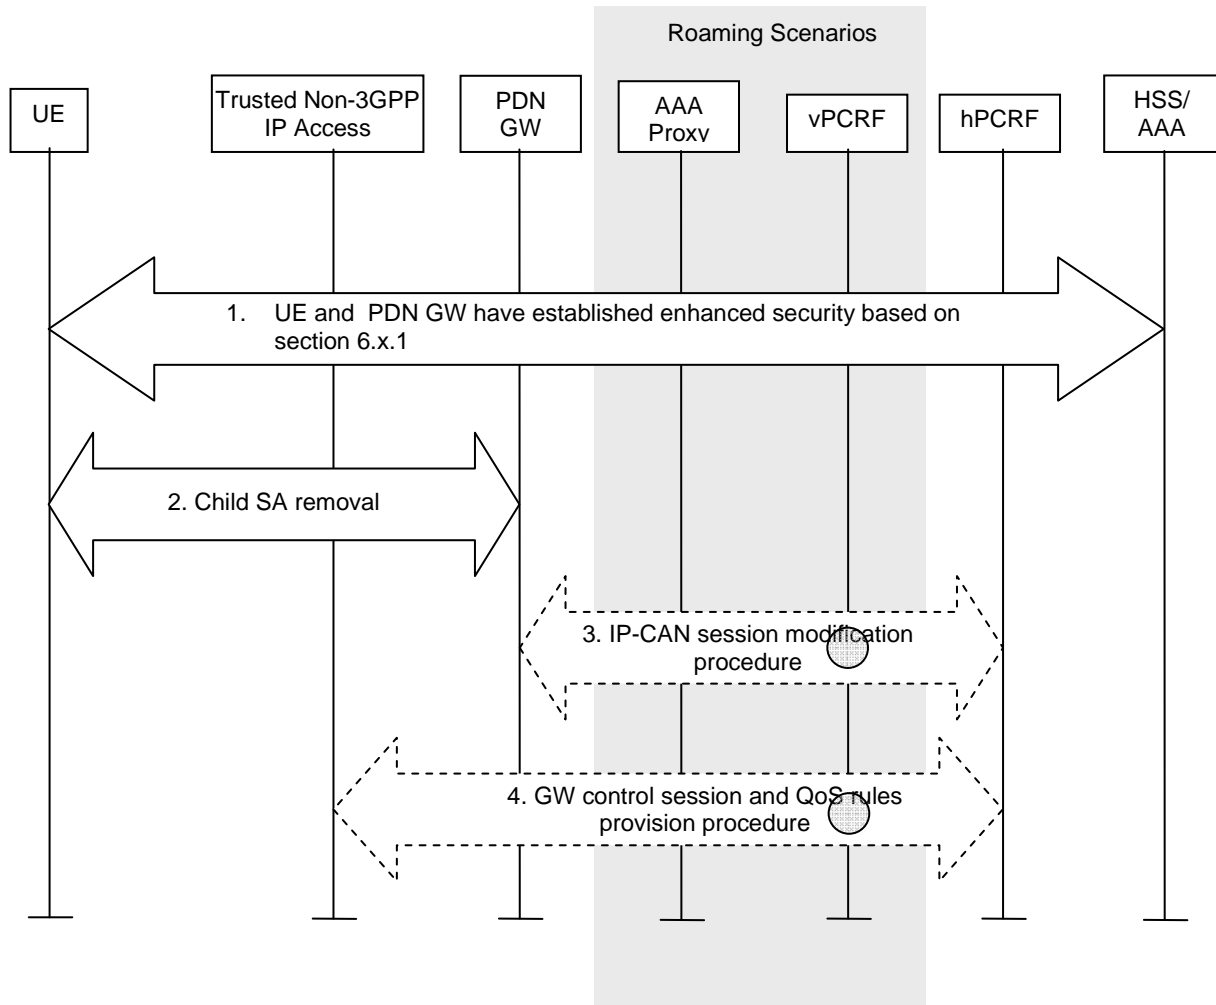 Roaming Scenarios
UE
Trusted Non-3GPP
IP Access
PDN
GW
AAA
Proxy
vPCRF
hPCRF
HSS/
AAA
1. UE and PDN GW have established enhanced security based on
section 6.x.1
2. Child SA removal
3. IP-CAN session modification
procedure
4. GW control session and QoS rules
provision procedure